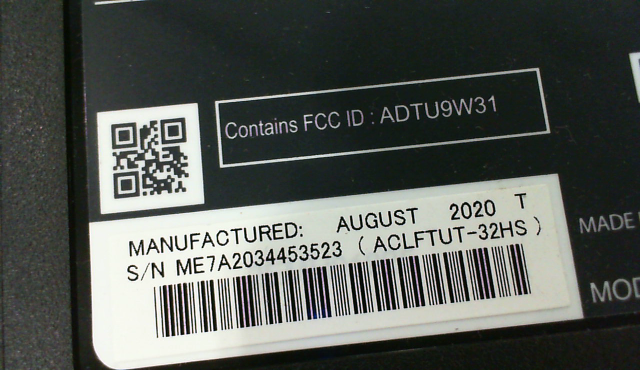 Contains FCC ID : ADTU9W31
MANUFACTURED: AUGUST 2020 T
S/N ME7A2034453523 ( ACLFTUT-32HS )
MADE
MOD